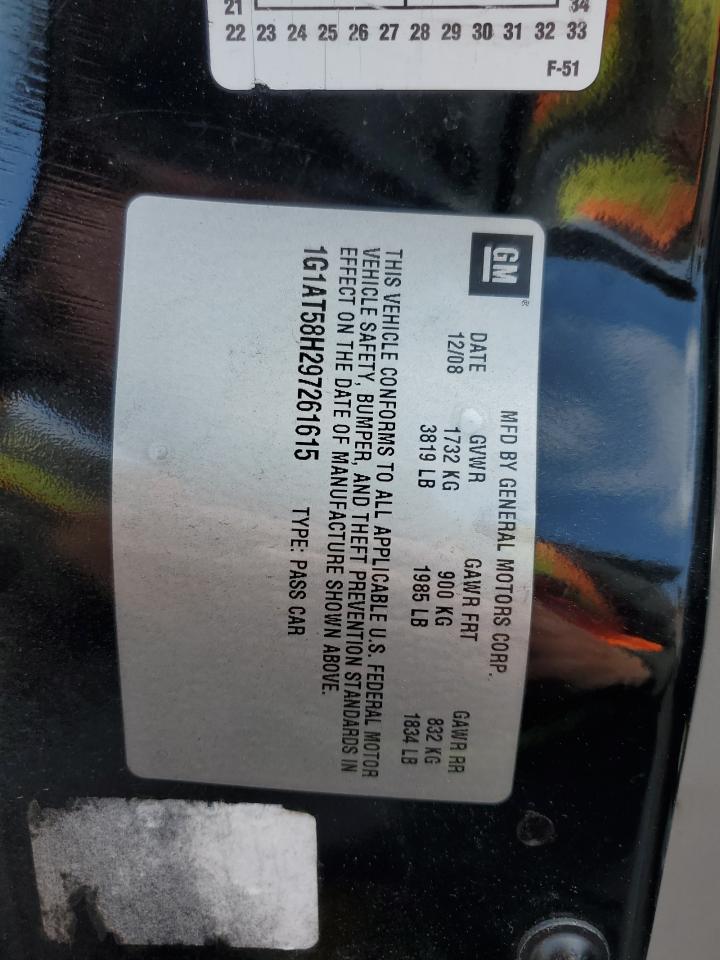 21 34
22 23 24 25 26 27 28 29 30 31 32 33
F-51
GM ®
MFD BY GENERAL MOTORS CORP.
DATE GVWR GAWR FRT GAWR RR
12/08 1732 KG 900 KG 832 KG
3819 LB 1985 LB 1834 LB
THIS VEHICLE CONFORMS TO ALL APPLICABLE U.S. FEDERAL MOTOR
VEHICLE SAFETY, BUMPER, AND THEFT PREVENTION STANDARDS IN
EFFECT ON THE DATE OF MANUFACTURE SHOWN ABOVE.
1G1AT58H297261615 TYPE: PASS CAR